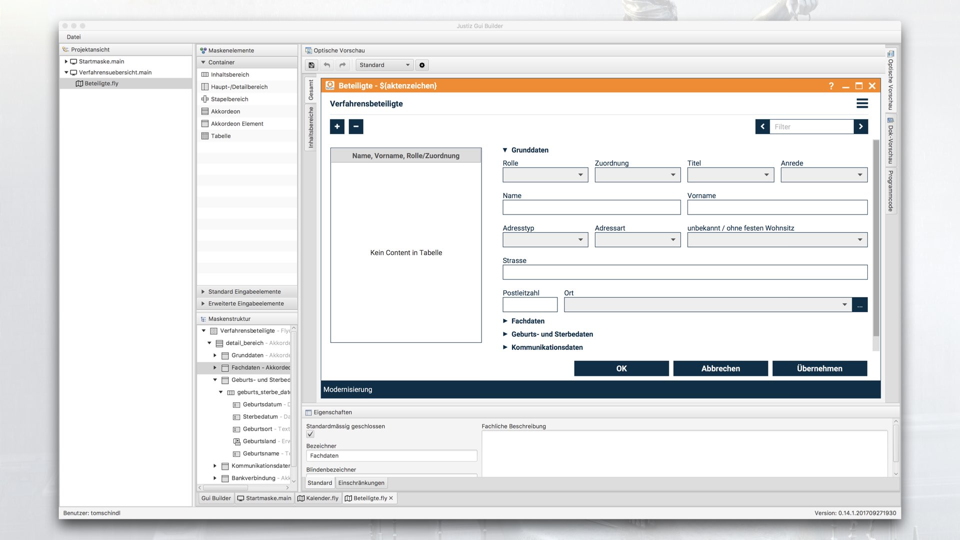 Justiz Gui Builder
Datei
Projektansicht
Startmaske.main
Verfahrensuebersicht.main
Beteiligte.fly
Maskenelemente
Container
Inhaltsbereich
Haupt-/Detailbereich
Stapelbereich
Akkordeon
Akkordeon Element
Tabelle
Standard Eingabeelemente
Erweiterte Eingabeelemente
Maskenstruktur
Verfahrensbeteiligte - Fly
detail_bereich - Akkord
Grunddaten - Akkorde
Fachdaten - Akkordeo
Geburts- und Sterbed
geburts_sterbe_date
Geburtsdatum - D
Sterbedatum - D
Geburtsort - Text
Geburtsland - Erw
Geburtsname - T
Kommunikationsdaten
Bankverbindung - Akk
Optische Vorschau
Standard
Gesamt
Inhaltsbereiche
Beteiligte - $(aktenzeichen)
?
Verfahrensbeteiligte
+ −
Filter
Name, Vorname, Rolle/Zuordnung
Kein Content in Tabelle
Grunddaten
Rolle Zuordnung Titel Anrede
Name Vorname
Adresstyp Adressart unbekannt / ohne festen Wohnsitz
Strasse
Postleitzahl Ort
...
Fachdaten
Geburts- und Sterbedaten
Kommunikationsdaten
OK Abbrechen Übernehmen
Modernisierung
Optische Vorschau
Dok-Vorschau
Programmcode
Eigenschaften
Standardmässig geschlossen
Fachliche Beschreibung
Bezeichner
Fachdaten
Blindenbezeichner
Standard Einschränkungen
Gui Builder Startmaske.main Kalender.fly Beteiligte.fly
Benutzer: tomschindl
Version: 0.14.1.201709271930